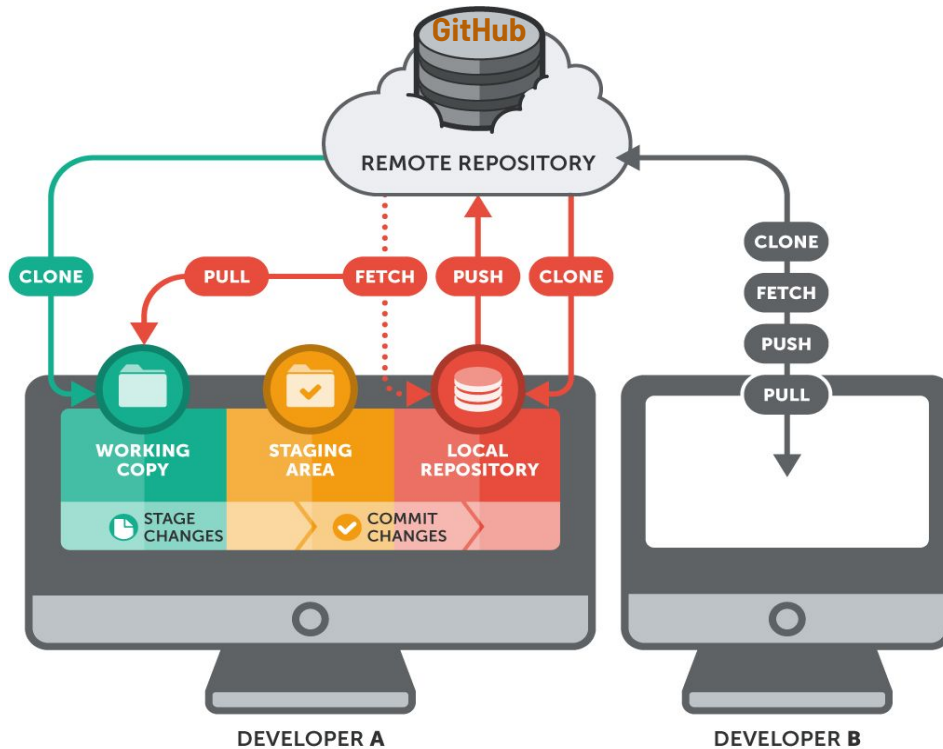 GitHub
REMOTE REPOSITORY
CLONE
PULL
FETCH
PUSH
CLONE
CLONE
FETCH
PUSH
PULL
WORKING
COPY
STAGING
AREA
LOCAL
REPOSITORY
STAGE
CHANGES
COMMIT
CHANGES
DEVELOPER A
DEVELOPER B